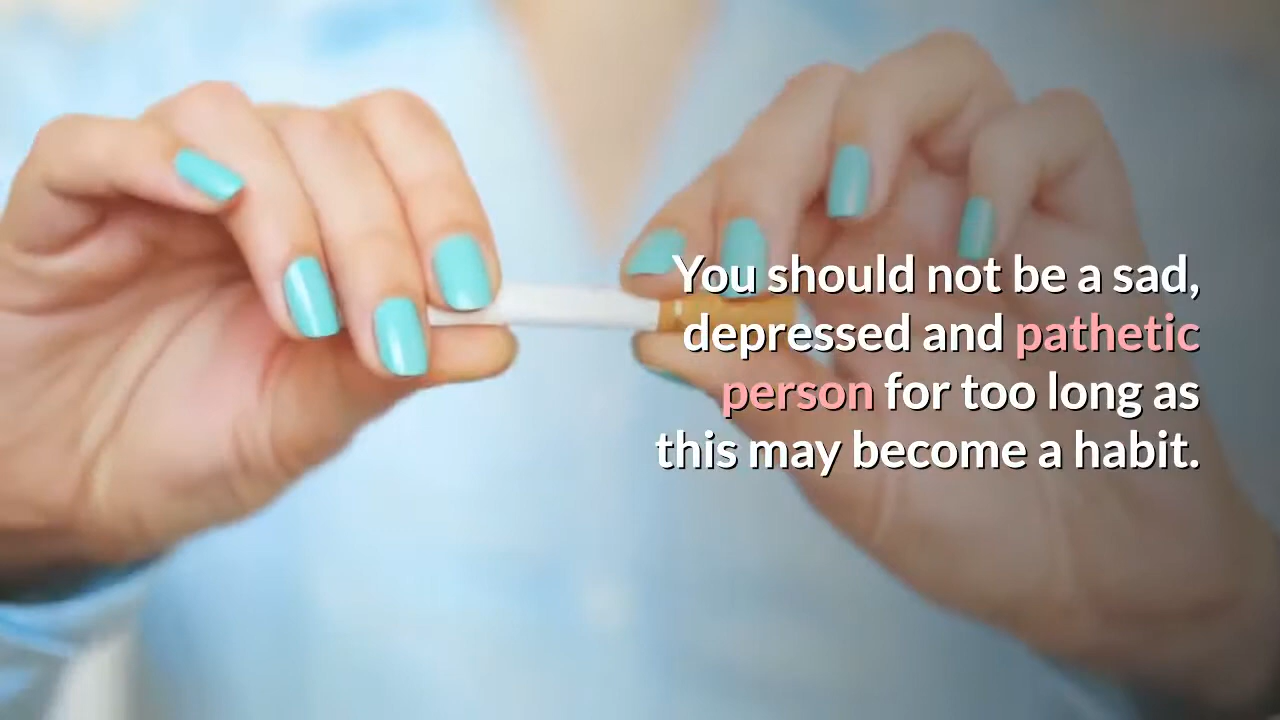 You should not be a sad,
depressed and pathetic
person for too long as
this may become a habit.